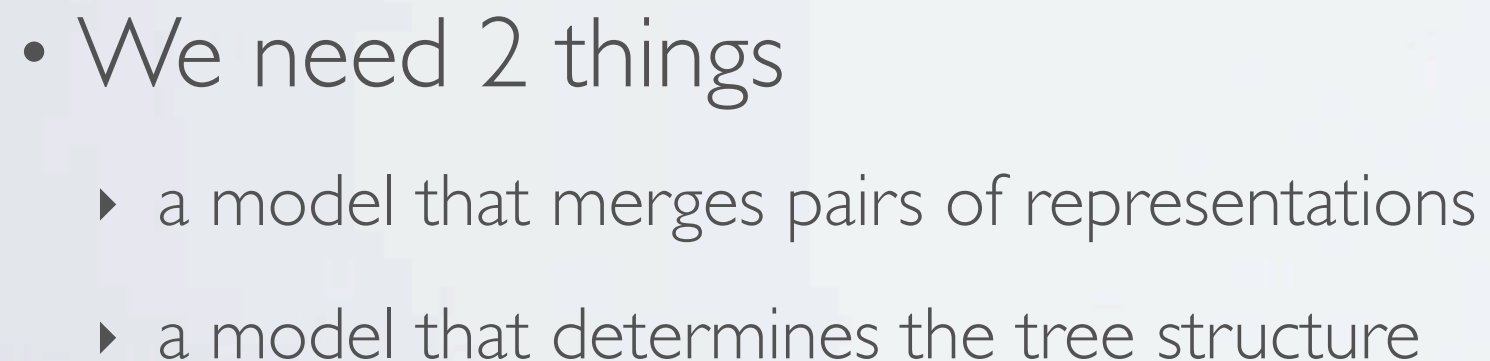 • We need 2 things
‣ a model that merges pairs of representations
‣ a model that determines the tree structure